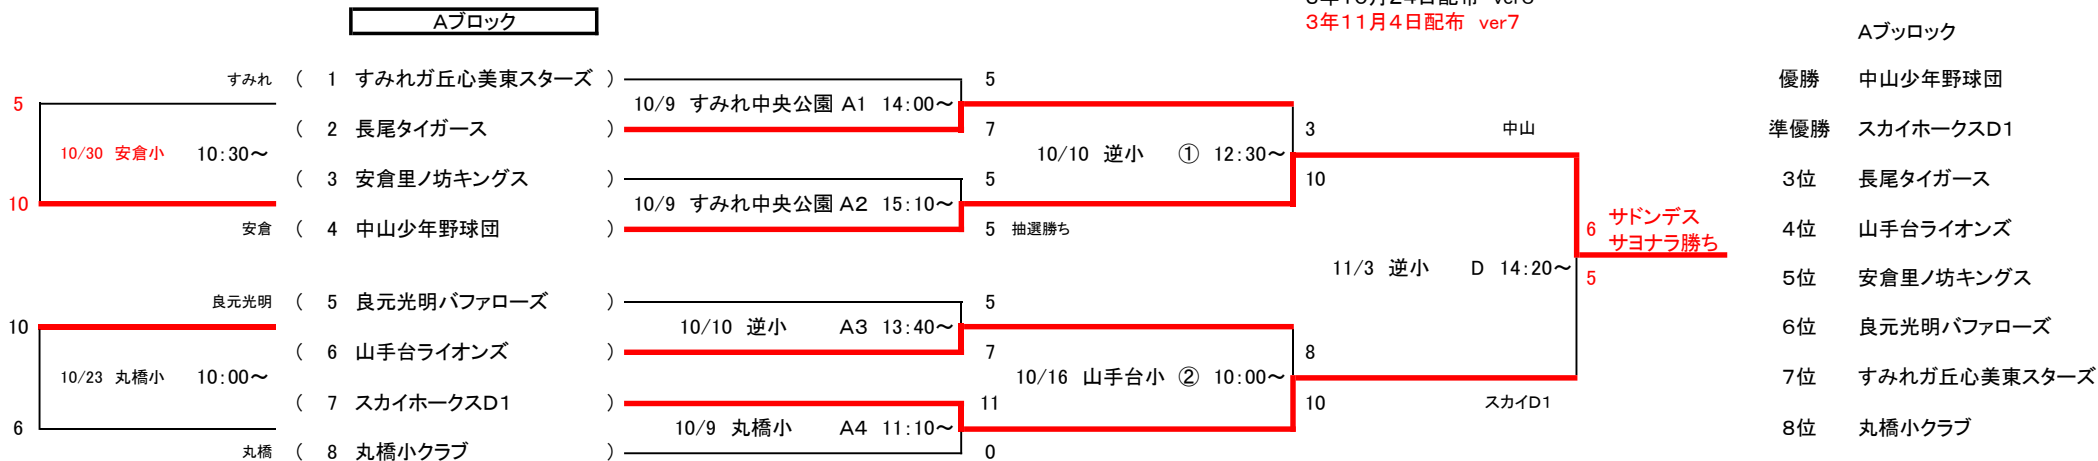 Aブロック
3年10月24日配布 ver6
3年11月4日配布 ver7
Aブッロック
すみれ ( 1 すみれガ丘心美東スターズ ) 5
優勝 中山少年野球団
5 10/9 すみれ中央公園 A1 14:00～
( 2 長尾タイガース ) 7 3 中山
準優勝 スカイホークスD1
10/30 安倉小 10:30～ 10/10 逆小 ① 12:30～
( 3 安倉里ノ坊キングス ) 5 10
3位 長尾タイガース
10 10/9 すみれ中央公園 A2 15:10～
サドンデス
安倉 ( 4 中山少年野球団 ) 5 抽選勝ち 6
4位 山手台ライオンズ
サヨナラ勝ち
11/3 逆小 D 14:20～ 5
5位 安倉里ノ坊キングス
良元光明 ( 5 良元光明バファローズ ) 5
10 10/10 逆小 A3 13:40～
6位 良元光明バファローズ
( 6 山手台ライオンズ ) 7 8
10/23 丸橋小 10:00～ 10/16 山手台小 ② 10:00～
7位 すみれガ丘心美東スターズ
( 7 スカイホークスD1 ) 11 10 スカイD1
6 10/9 丸橋小 A4 11:10～
8位 丸橋小クラブ
丸橋 ( 8 丸橋小クラブ ) 0